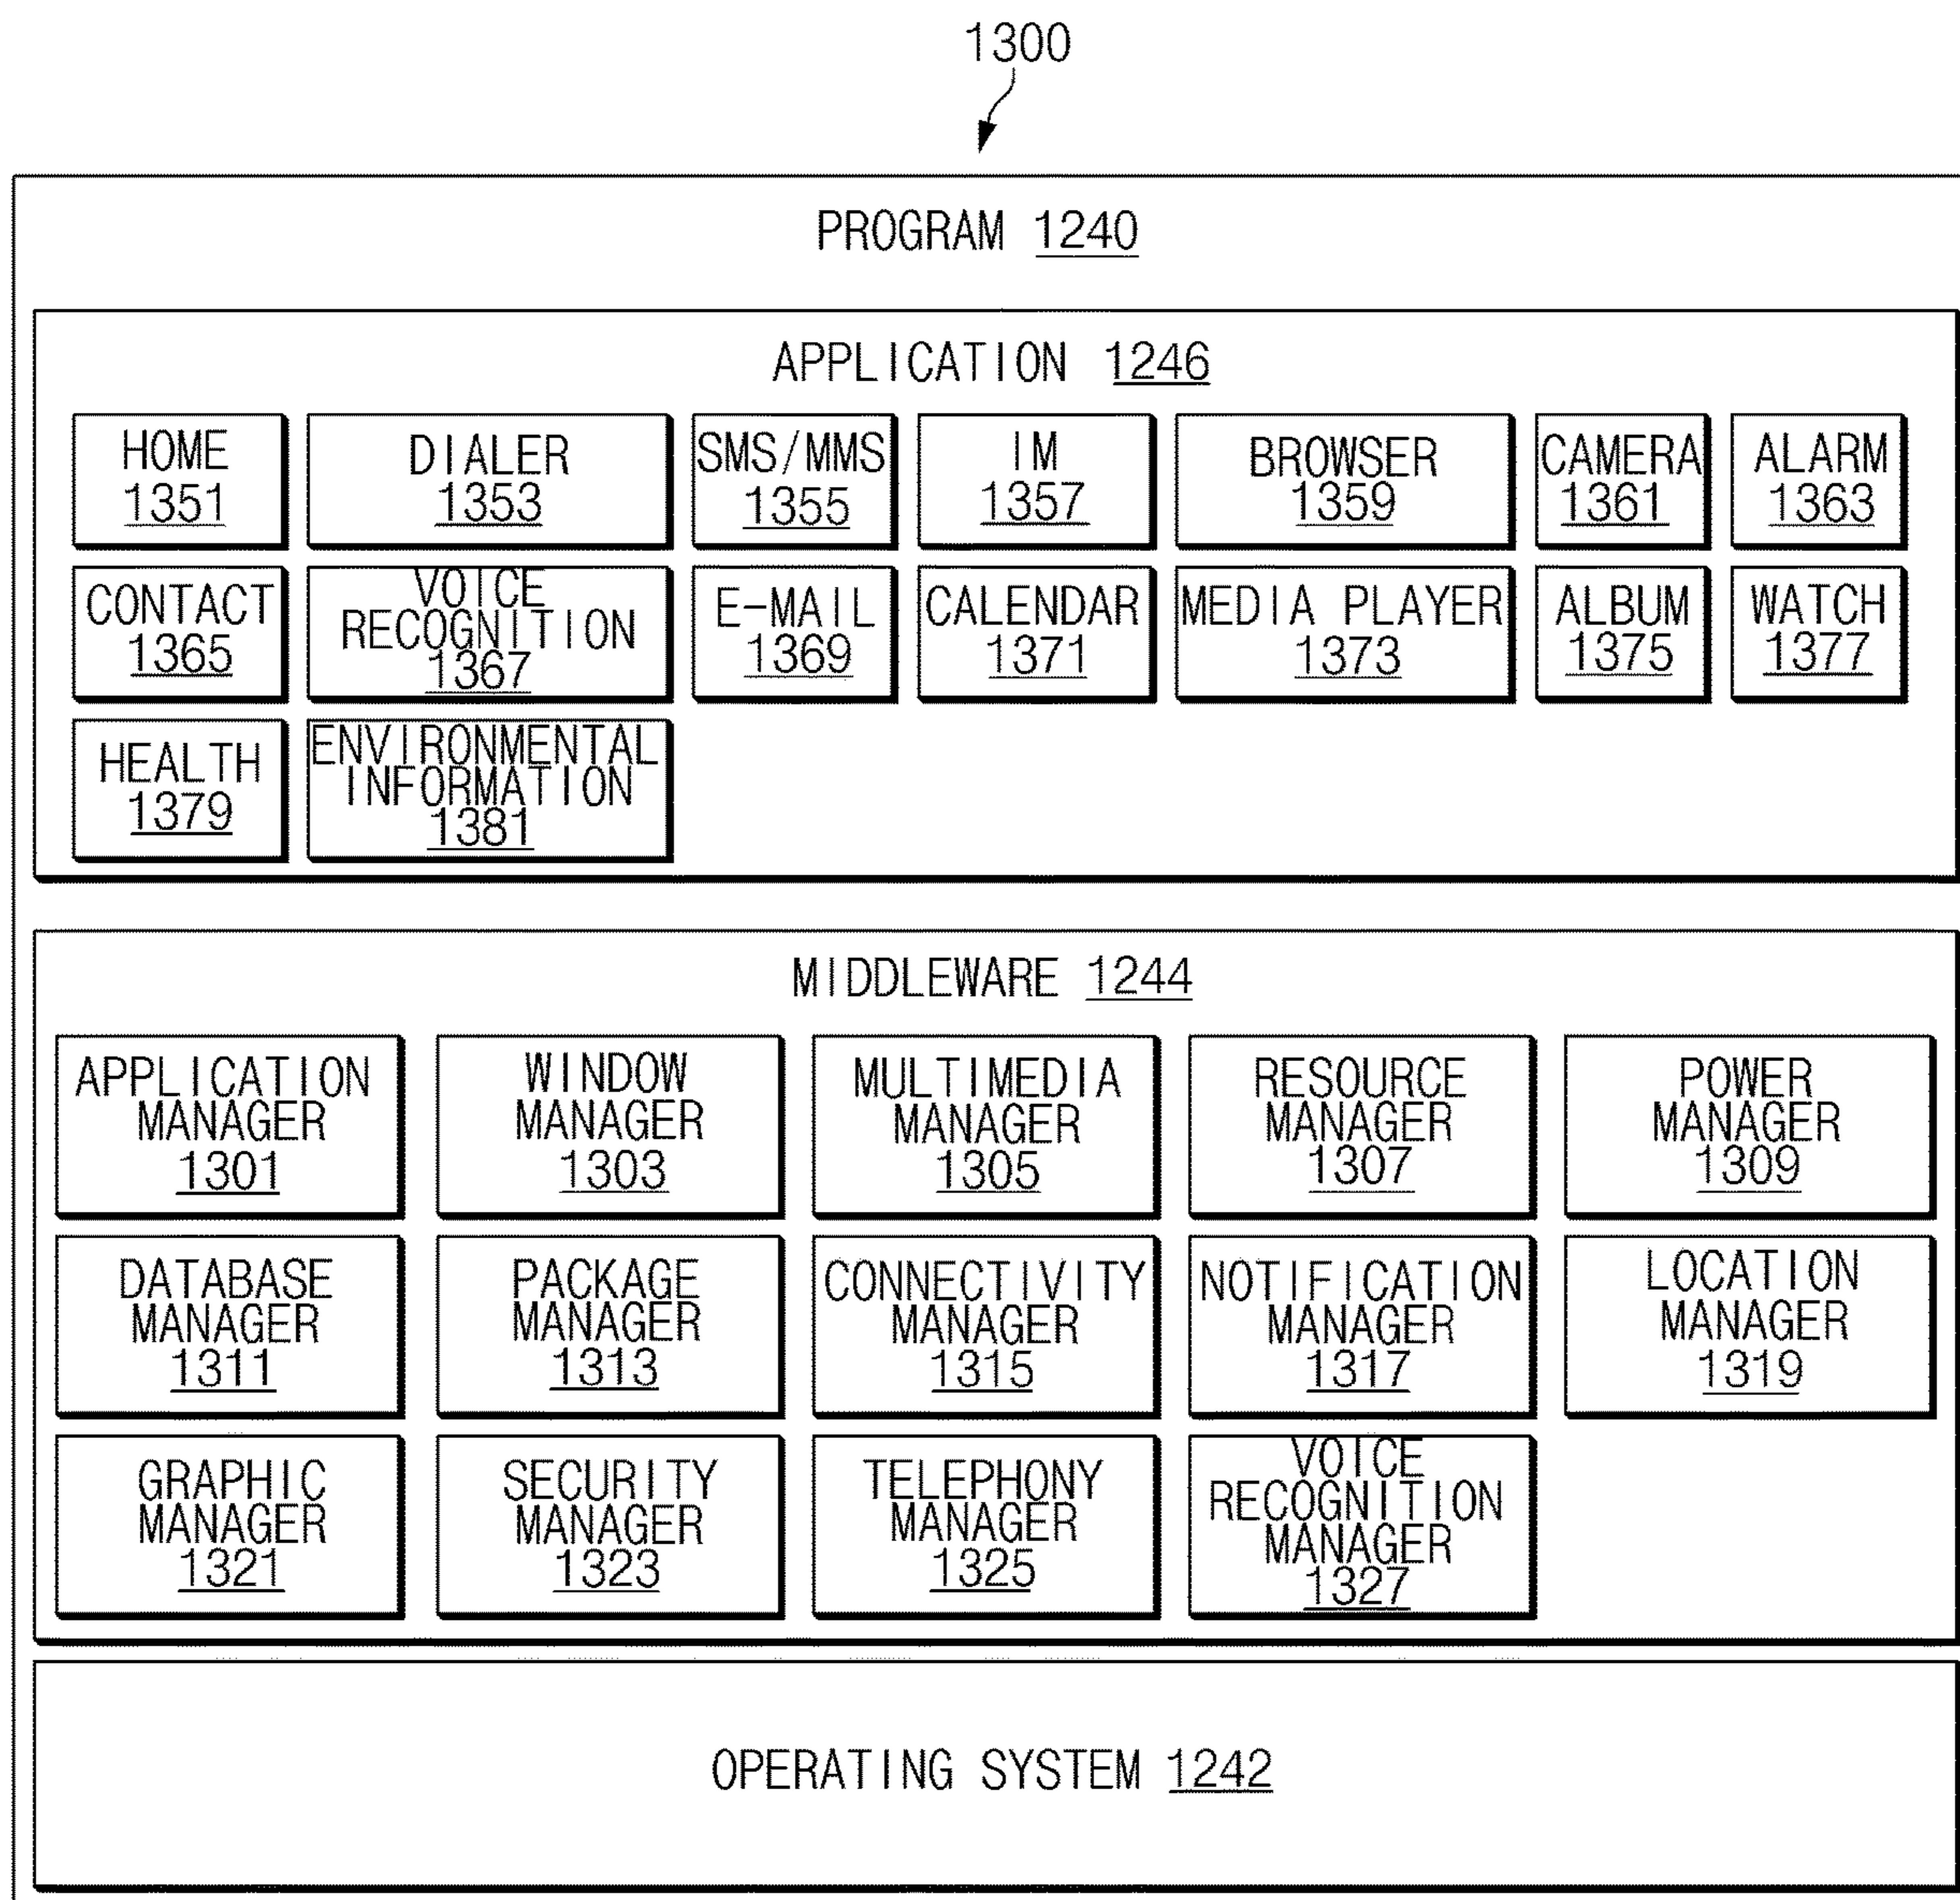 1300
PROGRAM 1240
APPLICATION 1246
HOME
1351
DIALER
1353
SMS/MMS
1355
IM
1357
BROWSER
1359
CAMERA
1361
ALARM
1363
CONTACT
1365
VOICE
RECOGNITION
1367
E-MAIL
1369
CALENDAR
1371
MEDIA PLAYER
1373
ALBUM
1375
WATCH
1377
HEALTH
1379
ENVIRONMENTAL
INFORMATION
1381
MIDDLEWARE 1244
APPLICATION
MANAGER
1301
WINDOW
MANAGER
1303
MULTIMEDIA
MANAGER
1305
RESOURCE
MANAGER
1307
POWER
MANAGER
1309
DATABASE
MANAGER
1311
PACKAGE
MANAGER
1313
CONNECTIVITY
MANAGER
1315
NOTIFICATION
MANAGER
1317
LOCATION
MANAGER
1319
GRAPHIC
MANAGER
1321
SECURITY
MANAGER
1323
TELEPHONY
MANAGER
1325
VOICE
RECOGNITION
MANAGER
1327
OPERATING SYSTEM 1242